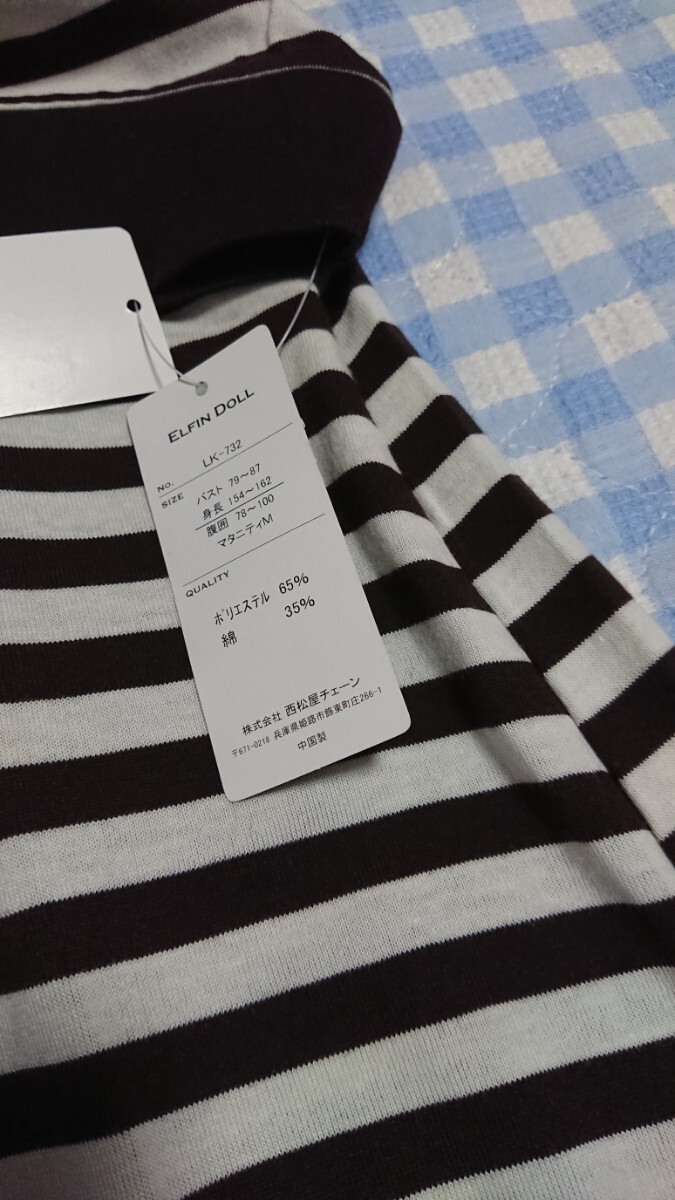 ELFIN DOLL
NO. LK-732
SIZE バスト 79～87
身長 154～162
腹囲 78～100
マタニティM
QUALITY
ポリエステル 65%
綿 35%
株式会社 西松屋チェーン
〒671-0218 兵庫県姫路市飾東町庄266-1
中国製